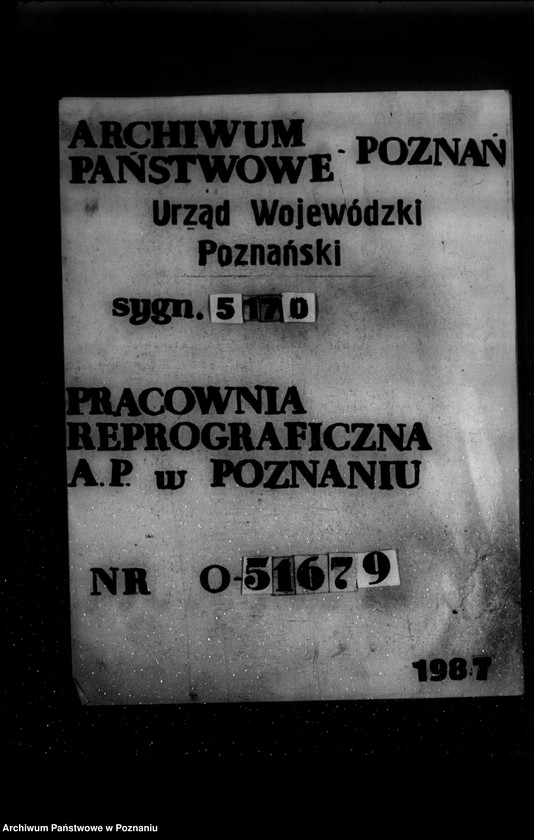 ARCHIWUM
PAŃSTWOWE - POZNAŃ
Urząd Wojewódzki
Poznański
sygn. 5170
PRACOWNIA
REPROGRAFICZNA
A.P. w POZNANIU
NR O-51679
1987
Archiwum Państwowe w Poznaniu